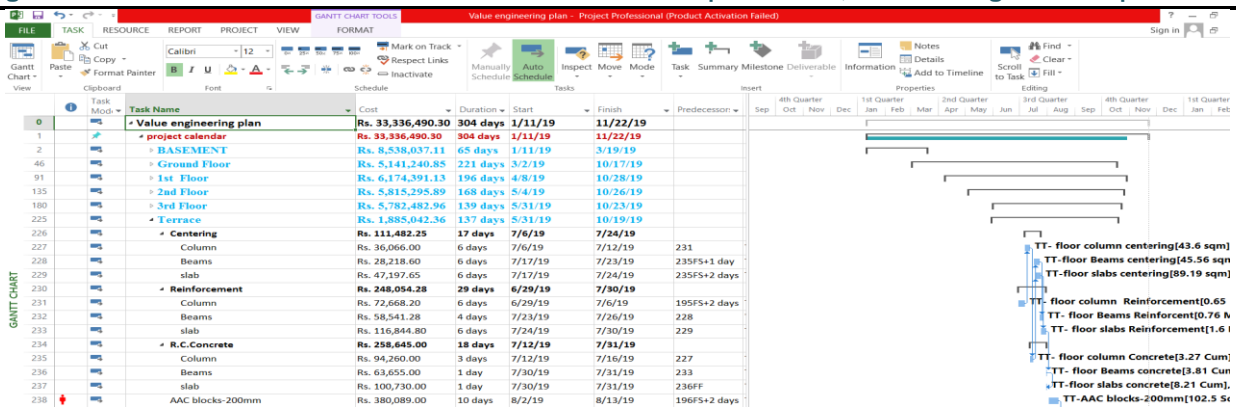 GANTT CHART TOOLS
Value engineering plan - Project Professional (Product Activation Failed)
FILE TASK RESOURCE REPORT PROJECT VIEW FORMAT Sign in
Gantt Chart
View
Paste
Cut
Copy
Format Painter
Clipboard
Calibri 12
B I U A
Font
Mark on Track
Respect Links
Inactivate
Schedule
Manually Schedule
Auto Schedule
Inspect Move Mode
Tasks
Task Summary Milestone Deliverable
Insert
Information
Notes
Details
Add to Timeline
Properties
Scroll to Task
Find
Clear
Fill
Editing
Task Mode Task Name Cost Duration Start Finish Predecessors
4th Quarter 1st Quarter 2nd Quarter 3rd Quarter 4th Quarter 1st Quarter
Sep Oct Nov Dec Jan Feb Mar Apr May Jun Jul Aug Sep Oct Nov Dec Jan Feb
0 Value engineering plan Rs. 33,336,490.30 304 days 1/11/19 11/22/19
1 project calendar Rs. 33,336,490.30 304 days 1/11/19 11/22/19
2 BASEMENT Rs. 8,538,037.11 65 days 1/11/19 3/19/19
46 Ground Floor Rs. 5,141,240.85 221 days 3/2/19 10/17/19
91 1st Floor Rs. 6,174,391.13 196 days 4/8/19 10/28/19
135 2nd Floor Rs. 5,815,295.89 168 days 5/4/19 10/26/19
180 3rd Floor Rs. 5,782,482.96 139 days 5/31/19 10/23/19
225 Terrace Rs. 1,885,042.36 137 days 5/31/19 10/19/19
226 Centering Rs. 111,482.25 17 days 7/6/19 7/24/19
227 Column Rs. 36,066.00 6 days 7/6/19 7/12/19 231 TT- floor column centering[43.6 sqm]
228 Beams Rs. 28,218.60 6 days 7/17/19 7/23/19 235FS+1 day TT-floor Beams centering[45.56 sqm
229 slab Rs. 47,197.65 6 days 7/17/19 7/24/19 235FS+2 days TT-floor slabs centering[89.19 sqm]
230 Reinforcement Rs. 248,054.28 29 days 6/29/19 7/30/19
231 Column Rs. 72,668.20 6 days 6/29/19 7/6/19 195FS+2 days TT- floor column Reinforcement[0.65
232 Beams Rs. 58,541.28 4 days 7/23/19 7/26/19 228 TT- floor Beams Reinforcent[0.76 M
233 slab Rs. 116,844.80 6 days 7/24/19 7/30/19 229 TT- floor slabs Reinforcement[1.6
234 R.C.Concrete Rs. 258,645.00 18 days 7/12/19 7/31/19
235 Column Rs. 94,260.00 3 days 7/12/19 7/16/19 227 TT- floor column Concrete[3.27 Cum]
236 Beams Rs. 63,655.00 1 day 7/30/19 7/31/19 233 TT- floor Beams concrete[3.81 Cum
237 slab Rs. 100,730.00 1 day 7/30/19 7/31/19 236FF TT-floor slabs concrete[8.21 Cum],
238 AAC blocks-200mm Rs. 380,089.00 10 days 8/2/19 8/13/19 196FS+2 days TT-AAC blocks-200mm[102.5
GANTT CHART